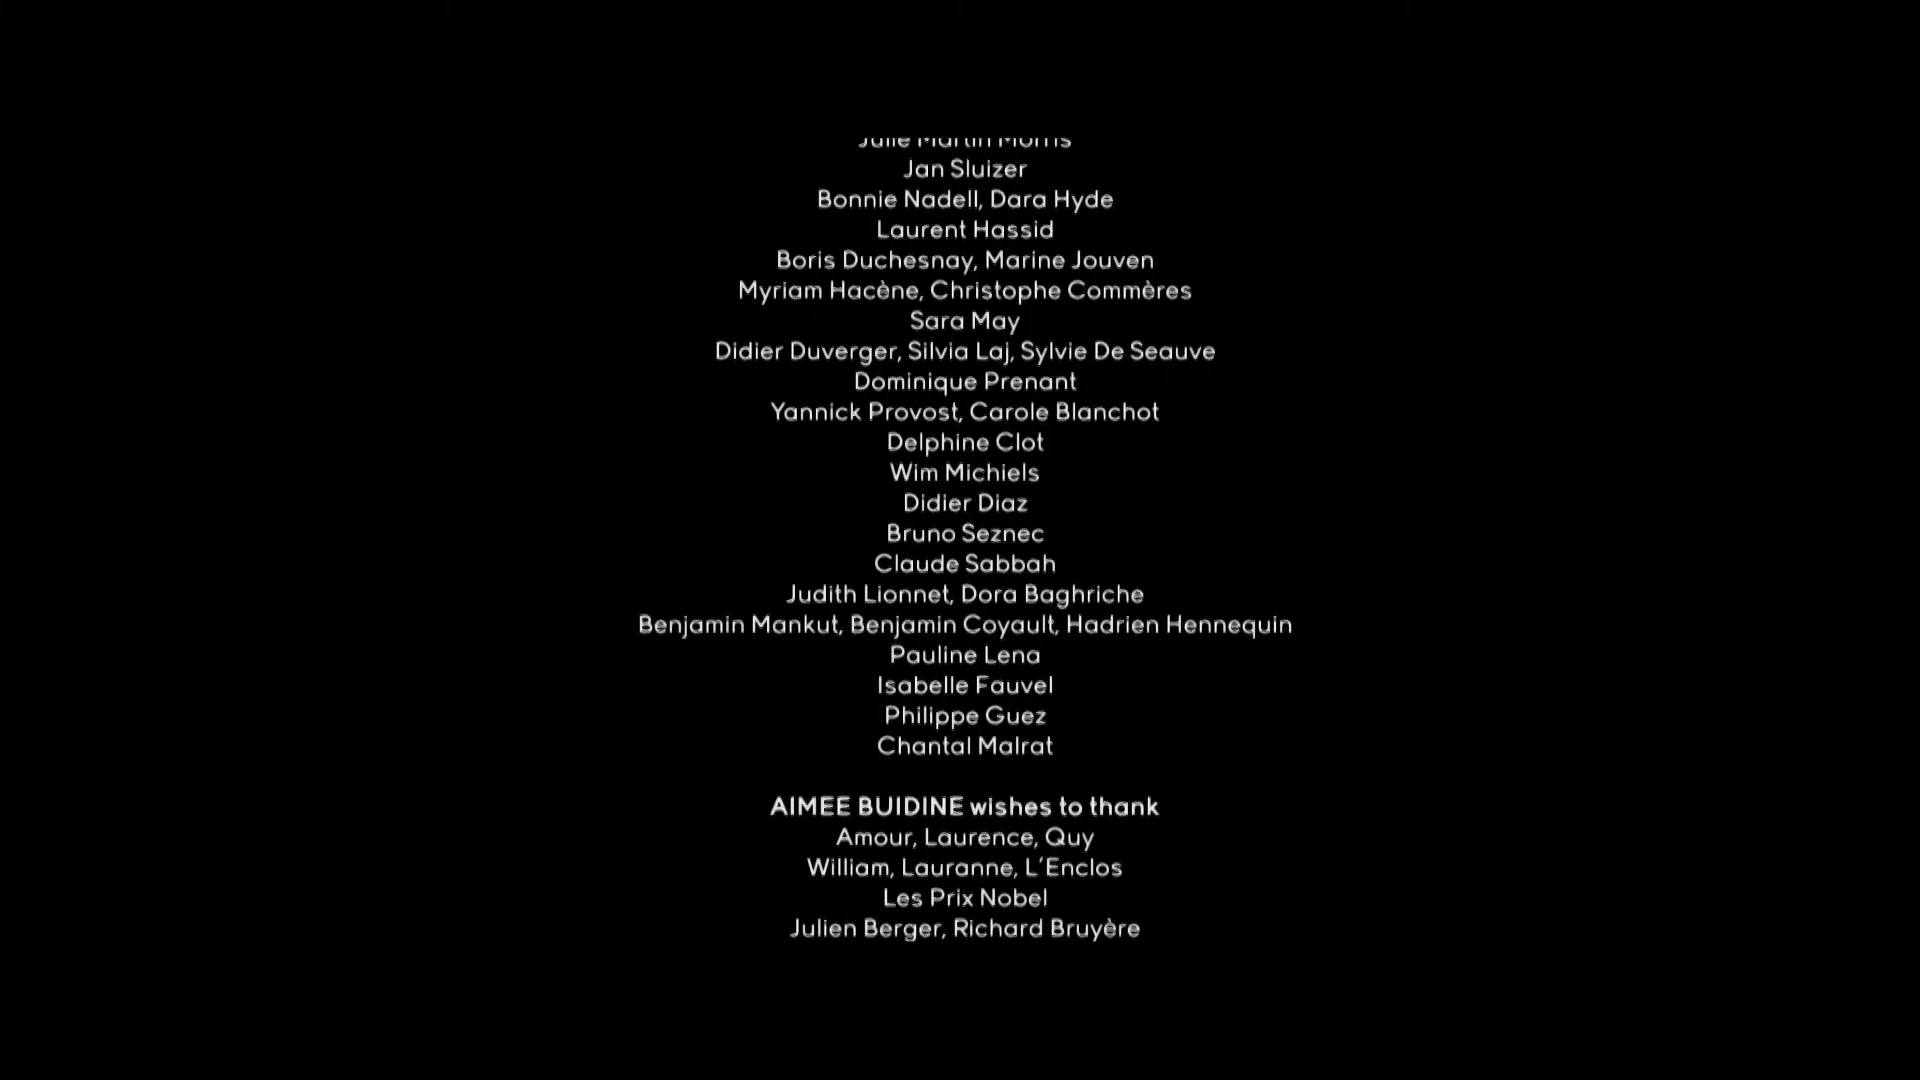 Julie Martin Morris
Jan Sluizer
Bonnie Nadell, Dara Hyde
Laurent Hassid
Boris Duchesnay, Marine Jouven
Myriam Hacène, Christophe Commères
Sara May
Didier Duverger, Silvia Laj, Sylvie De Seauve
Dominique Prenant
Yannick Provost, Carole Blanchot
Delphine Clot
Wim Michiels
Didier Diaz
Bruno Seznec
Claude Sabbah
Judith Lionnet, Dora Baghriche
Benjamin Mankut, Benjamin Coyault, Hadrien Hennequin
Pauline Lena
Isabelle Fauvel
Philippe Guez
Chantal Malrat
AIMEE BUIDINE wishes to thank
Amour, Laurence, Quy
William, Lauranne, L'Enclos
Les Prix Nobel
Julien Berger, Richard Bruyère